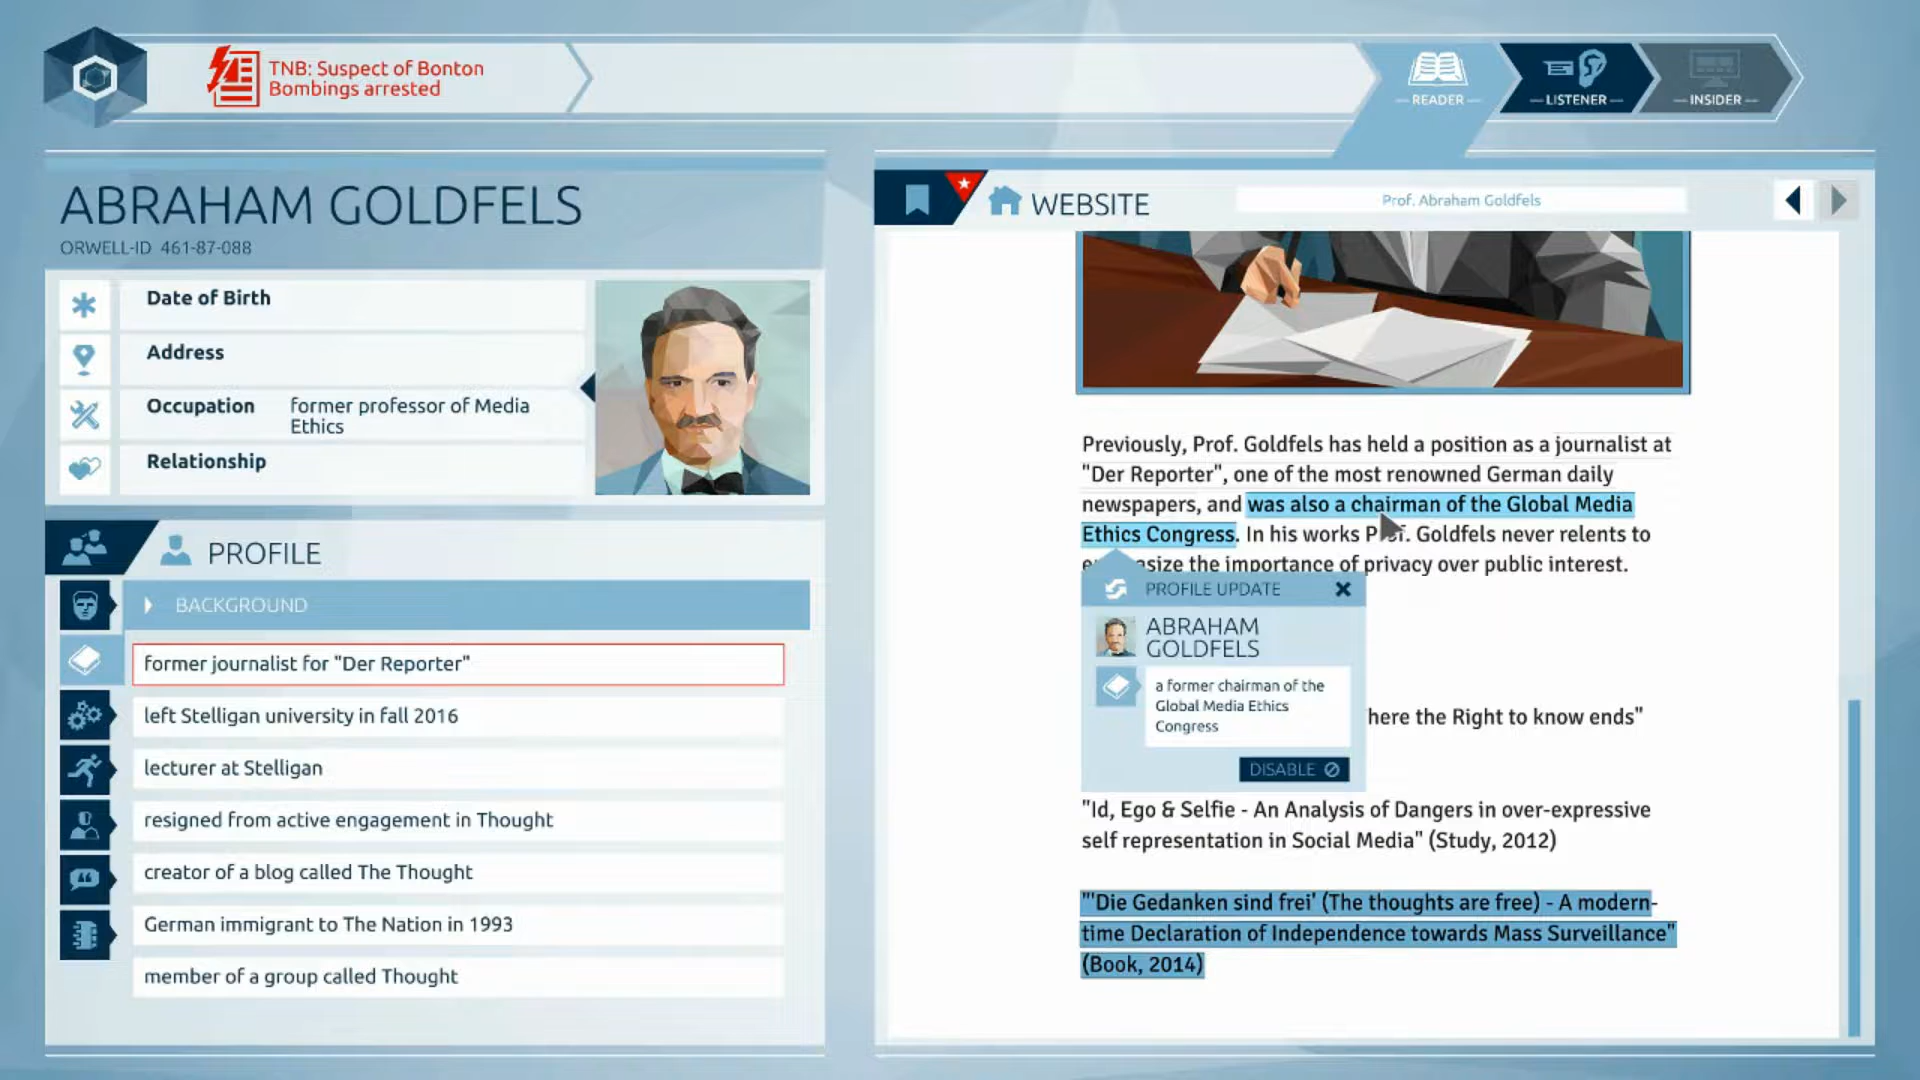 TNB: Suspect of Bonton
Bombings arrested
READER
LISTENER
INSIDER
ABRAHAM GOLDFELS
ORWELL-ID 461-87-088
Date of Birth
Address
Occupation former professor of Media
Ethics
Relationship
PROFILE
BACKGROUND
former journalist for "Der Reporter"
left Stelligan university in fall 2016
lecturer at Stelligan
resigned from active engagement in Thought
creator of a blog called The Thought
German immigrant to The Nation in 1993
member of a group called Thought
WEBSITE
Prof. Abraham Goldfels
Previously, Prof. Goldfels has held a position as a journalist at
"Der Reporter", one of the most renowned German daily
newspapers, and was also a chairman of the Global Media
Ethics Congress. In his works Prof. Goldfels never relents to
the importance of privacy over public interest.
PROFILE UPDATE
ABRAHAM
GOLDFELS
a former chairman of the
Global Media Ethics
Congress
DISABLE
here the Right to know ends"
"Id, Ego & Selfie - An Analysis of Dangers in over-expressive
self representation in Social Media" (Study, 2012)
"'Die Gedanken sind frei' (The thoughts are free) - A modern-
time Declaration of Independence towards Mass Surveillance"
(Book, 2014)